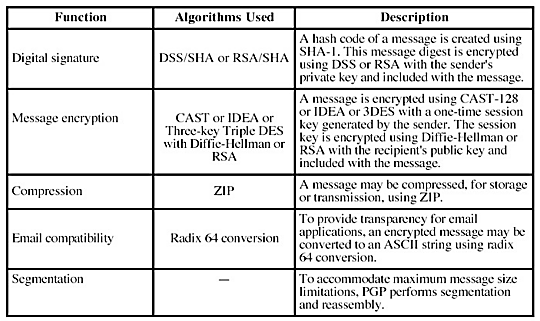 Function
Algorithms Used
Description
Digital signature
DSS/SHA or RSA/SHA
A hash code of a message is created using
SHA-1. This message digest is encrypted
using DSS or RSA with the sender's
private key and included with the message.
Message encryption
CAST or IDEA or
Three-key Triple DES
with Diffie-Hellman or
RSA
A message is encrypted using CAST-128
or IDEA or 3DES with a one-time session
key generated by the sender. The session
key is encrypted using Diffie-Hellman or
RSA with the recipient's public key and
included with the message.
Compression
ZIP
A message may be compressed, for storage
or transmission, using ZIP.
Email compatibility
Radix 64 conversion
To provide transparency for email
applications, an encrypted message may be
converted to an ASCII string using radix
64 conversion.
Segmentation
—
To accommodate maximum message size
limitations, PGP performs segmentation
and reassembly.